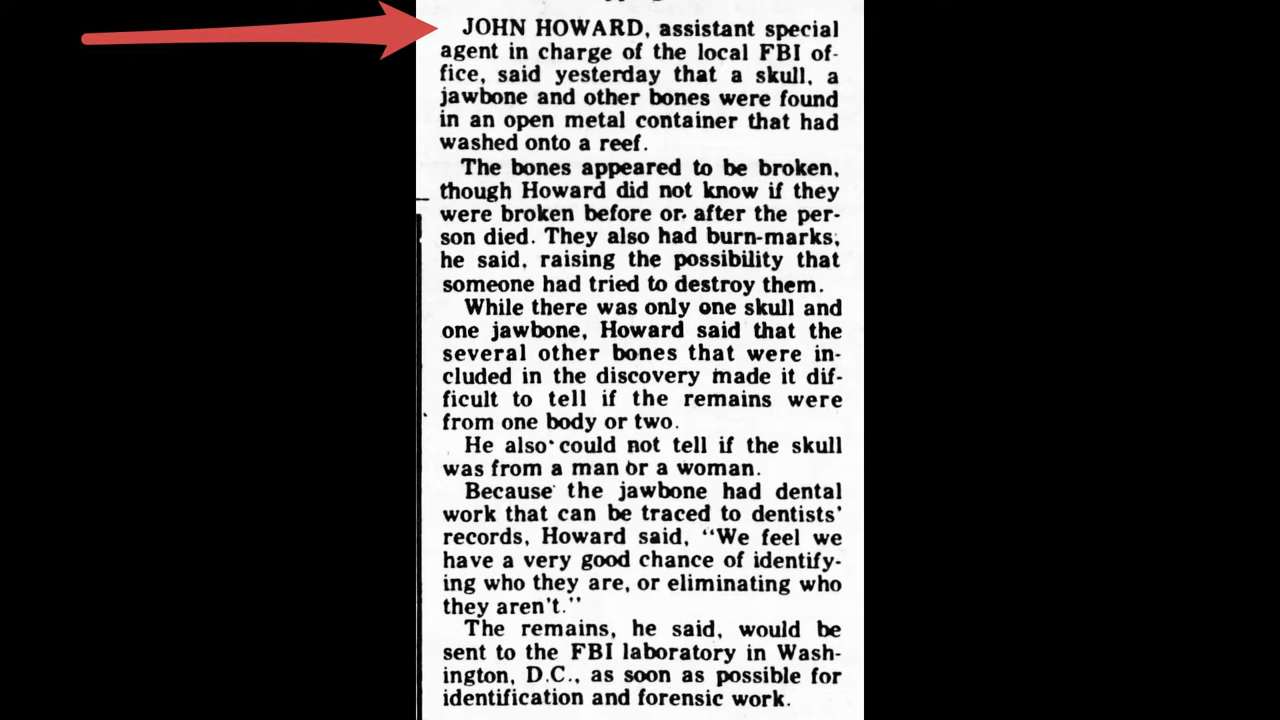 JOHN HOWARD, assistant special
agent in charge of the local FBI of-
fice, said yesterday that a skull, a
jawbone and other bones were found
in an open metal container that had
washed onto a reef.
The bones appeared to be broken,
though Howard did not know if they
were broken before or after the per-
son died. They also had burn-marks,
he said, raising the possibility that
someone had tried to destroy them.
While there was only one skull and
one jawbone, Howard said that the
several other bones that were in-
cluded in the discovery made it dif-
ficult to tell if the remains were
from one body or two.
He also could not tell if the skull
was from a man or a woman.
Because the jawbone had dental
work that can be traced to dentists'
records, Howard said, "We feel we
have a very good chance of identify-
ing who they are, or eliminating who
they aren't."
The remains, he said, would be
sent to the FBI laboratory in Wash-
ington, D.C., as soon as possible for
identification and forensic work.